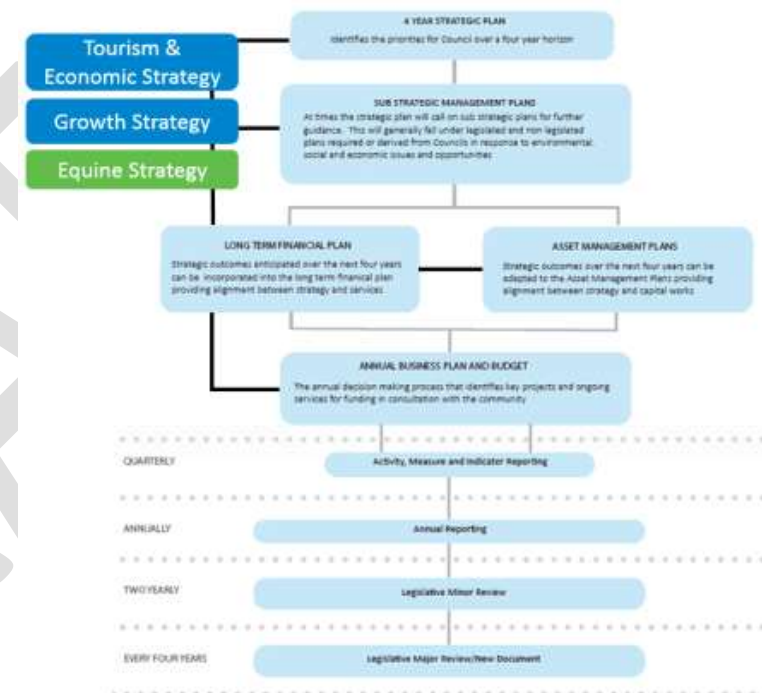 4 YEAR STRATEGIC PLAN
Identifies the priorities for Council over a four year horizon
Tourism &
Economic Strategy
Growth Strategy
Equine Strategy
SUB STRATEGIC MANAGEMENT PLANS
At times the strategic plan will call on sub strategic plans for further
guidance. This will generally fall under legislated and non legislated
plans required or derived from Councils in response to environmental
social and economic issues and opportunities
LONG TERM FINANCIAL PLAN
Strategic outcomes anticipated over the next four years
can be incorporated into the long term financial plan
providing alignment between strategy and services
ASSET MANAGEMENT PLANS
Strategic outcomes over the next four years can be
adapted to the Asset Management Plans providing
alignment between strategy and capital works
ANNUAL BUSINESS PLAN AND BUDGET
The annual decision making process that identifies key projects and ongoing
services for funding in consultation with the community
QUARTERLY
Activity, Measure and Indicater Reporting
ANNUALLY
Annual Reporting
TWO YEARLY
Legislative Minor Review
EVERY FOUR YEARS
Legislative Major Review/New Document